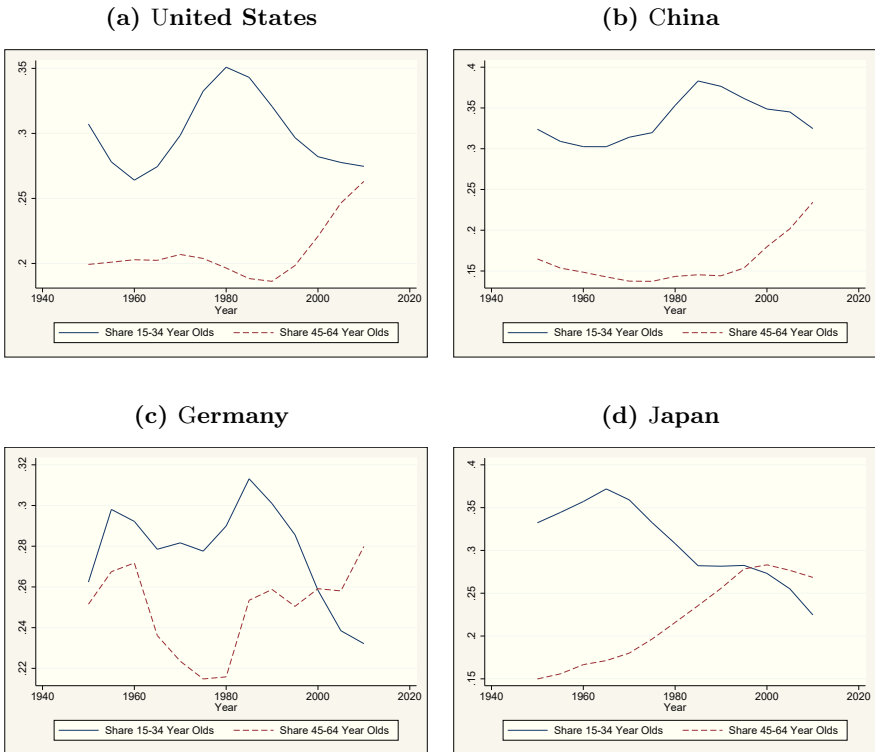 (a) United States
(b) China
.35
.3
.25
.2
1940 1960 1980 2000 2020
Year
Share 15-34 Year Olds Share 45-64 Year Olds
.4
.35
.3
.25
.2
.15
1940 1960 1980 2000 2020
Year
Share 15-34 Year Olds Share 45-64 Year Olds
(c) Germany
(d) Japan
.32
.3
.28
.26
.24
.22
1940 1960 1980 2000 2020
Year
Share 15-34 Year Olds Share 45-64 Year Olds
.4
.35
.3
.25
.2
.15
1940 1960 1980 2000 2020
Year
Share 15-34 Year Olds Share 45-64 Year Olds